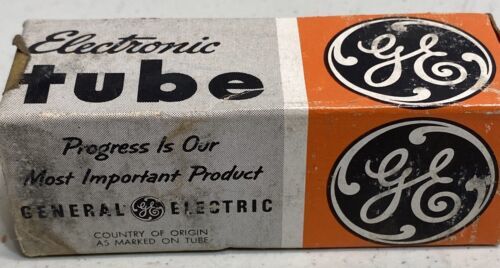 Electronic
tube
GE
Progress Is Our
Most Important Product
GENERAL GE ELECTRIC
COUNTRY OF ORIGIN
AS MARKED ON TUBE
GE